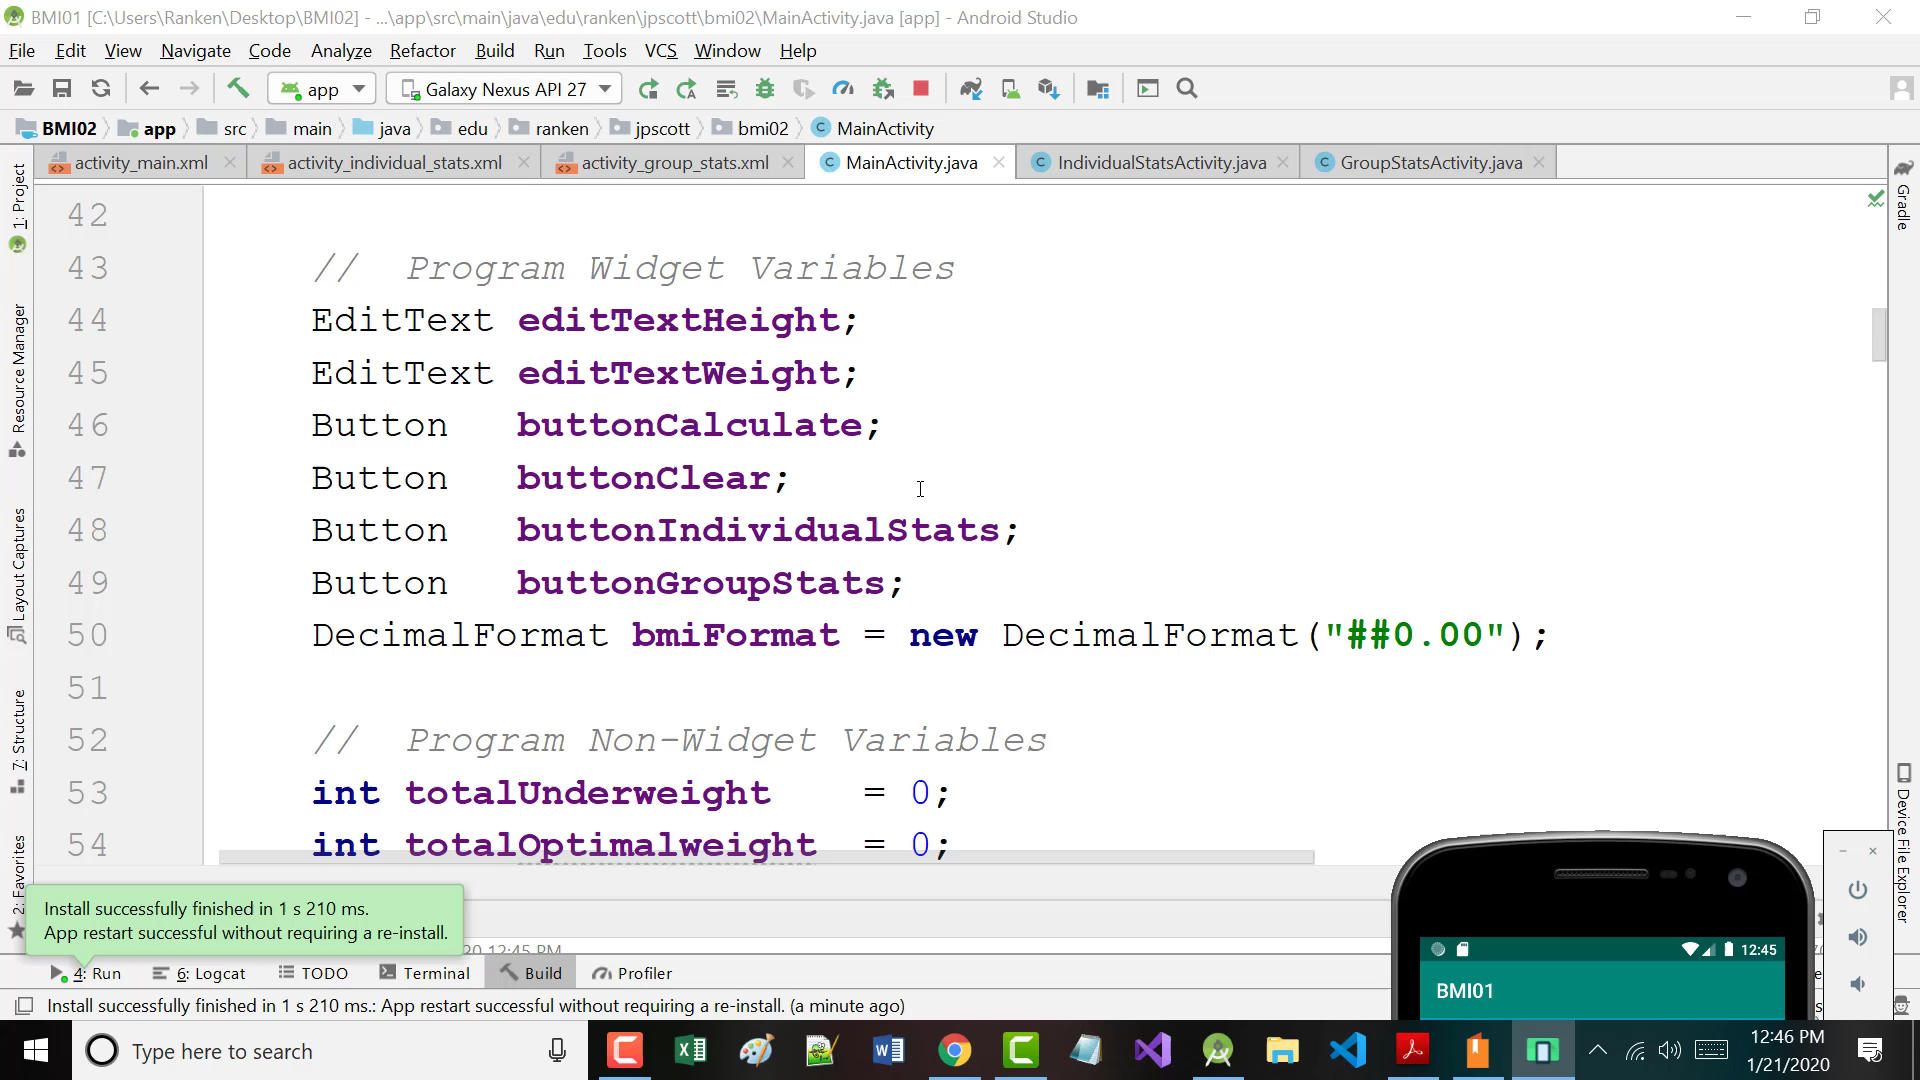 BMI01 [C:\Users\Ranken\Desktop\BMI02] - ...\app\src\main\java\edu\ranken\jpscott\bmi02\MainActivity.java [app] - Android Studio
File Edit View Navigate Code Analyze Refactor Build Run Tools VCS Window Help
app Galaxy Nexus API 27
BMI02 app src main java edu ranken jpscott bmi02 MainActivity
activity_main.xml activity_individual_stats.xml activity_group_stats.xml MainActivity.java IndividualStatsActivity.java GroupStatsActivity.java
1: Project
Resource Manager
Layout Captures
7: Structure
2: Favorites
Gradle
Device File Explorer
42
43 // Program Widget Variables
44 EditText editTextHeight;
45 EditText editTextWeight;
46 Button buttonCalculate;
47 Button buttonClear;
48 Button buttonIndividualStats;
49 Button buttonGroupStats;
50 DecimalFormat bmiFormat = new DecimalFormat("##0.00");
51
52 // Program Non-Widget Variables
53 int totalUnderweight = 0;
54 int totalOptimalweight = 0;
Install successfully finished in 1 s 210 ms.
App restart successful without requiring a re-install.
20 12:45 PM
12:45
BMI01
4: Run 6: Logcat TODO Terminal Build Profiler
Install successfully finished in 1 s 210 ms.: App restart successful without requiring a re-install. (a minute ago)
Type here to search
12:46 PM
1/21/2020